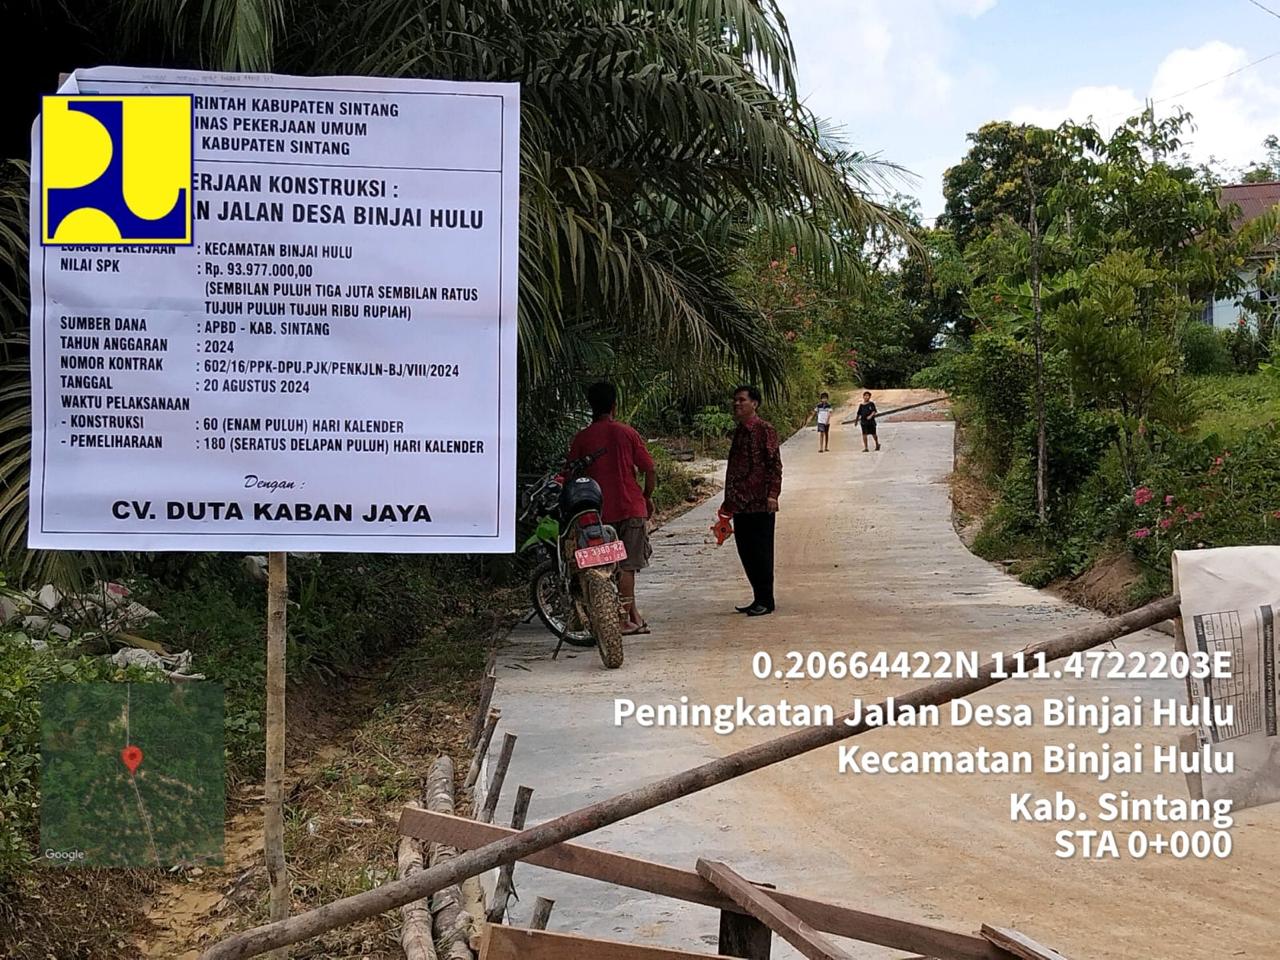 RINTAH KABUPATEN SINTANG
INAS PEKERJAAN UMUM
KABUPATEN SINTANG
ERJAAN KONSTRUKSI :
N JALAN DESA BINJAI HULU
LOKASI PEKERJAAN : KECAMATAN BINJAI HULU
NILAI SPK : Rp. 93.977.000,00
(SEMBILAN PULUH TIGA JUTA SEMBILAN RATUS
TUJUH PULUH TUJUH RIBU RUPIAH)
SUMBER DANA : APBD - KAB. SINTANG
TAHUN ANGGARAN : 2024
NOMOR KONTRAK : 602/16/PPK-DPU.PJK/PENKJLN-BJ/VIII/2024
TANGGAL : 20 AGUSTUS 2024
WAKTU PELAKSANAAN
- KONSTRUKSI : 60 (ENAM PULUH) HARI KALENDER
- PEMELIHARAAN : 180 (SERATUS DELAPAN PULUH) HARI KALENDER
Dengan :
CV. DUTA KABAN JAYA
0.20664422N 111.4722203E
Peningkatan Jalan Desa Binjai Hulu
Kecamatan Binjai Hulu
Kab. Sintang
STA 0+000
Google